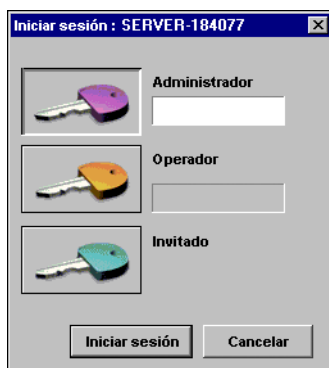 Iniciar sesión : SERVER-184077
Administrador
Operador
Invitado
Iniciar sesión
Cancelar